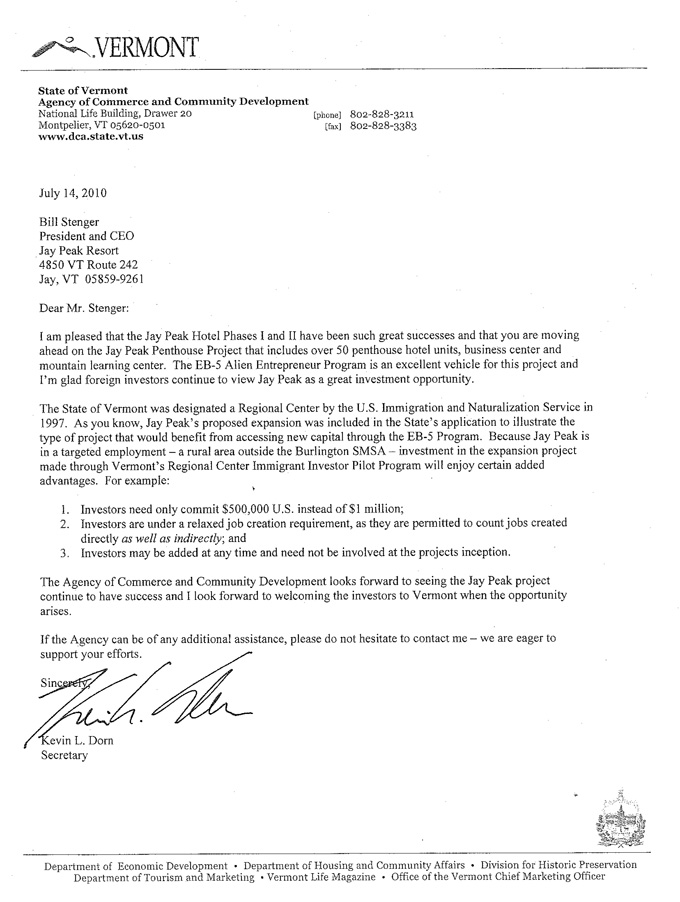 VERMONT
State of Vermont
Agency of Commerce and Community Development
National Life Building, Drawer 20 [phone] 802-828-3211
Montpelier, VT 05620-0501 [fax] 802-828-3383
www.dca.state.vt.us
July 14, 2010
Bill Stenger
President and CEO
Jay Peak Resort
4850 VT Route 242
Jay, VT 05859-9261
Dear Mr. Stenger:
I am pleased that the Jay Peak Hotel Phases I and II have been such great successes and that you are moving
ahead on the Jay Peak Penthouse Project that includes over 50 penthouse hotel units, business center and
mountain learning center. The EB-5 Alien Entrepreneur Program is an excellent vehicle for this project and
I'm glad foreign investors continue to view Jay Peak as a great investment opportunity.
The State of Vermont was designated a Regional Center by the U.S. Immigration and Naturalization Service in
1997. As you know, Jay Peak's proposed expansion was included in the State's application to illustrate the
type of project that would benefit from accessing new capital through the EB-5 Program. Because Jay Peak is
in a targeted employment – a rural area outside the Burlington SMSA – investment in the expansion project
made through Vermont's Regional Center Immigrant Investor Pilot Program will enjoy certain added
advantages. For example:
1. Investors need only commit $500,000 U.S. instead of $1 million;
2. Investors are under a relaxed job creation requirement, as they are permitted to count jobs created
directly as well as indirectly; and
3. Investors may be added at any time and need not be involved at the projects inception.
The Agency of Commerce and Community Development looks forward to seeing the Jay Peak project
continue to have success and I look forward to welcoming the investors to Vermont when the opportunity
arises.
If the Agency can be of any additional assistance, please do not hesitate to contact me – we are eager to
support your efforts.
Sincerely,
Kevin L. Dorn
Secretary
Department of Economic Development • Department of Housing and Community Affairs • Division for Historic Preservation
Department of Tourism and Marketing • Vermont Life Magazine • Office of the Vermont Chief Marketing Officer